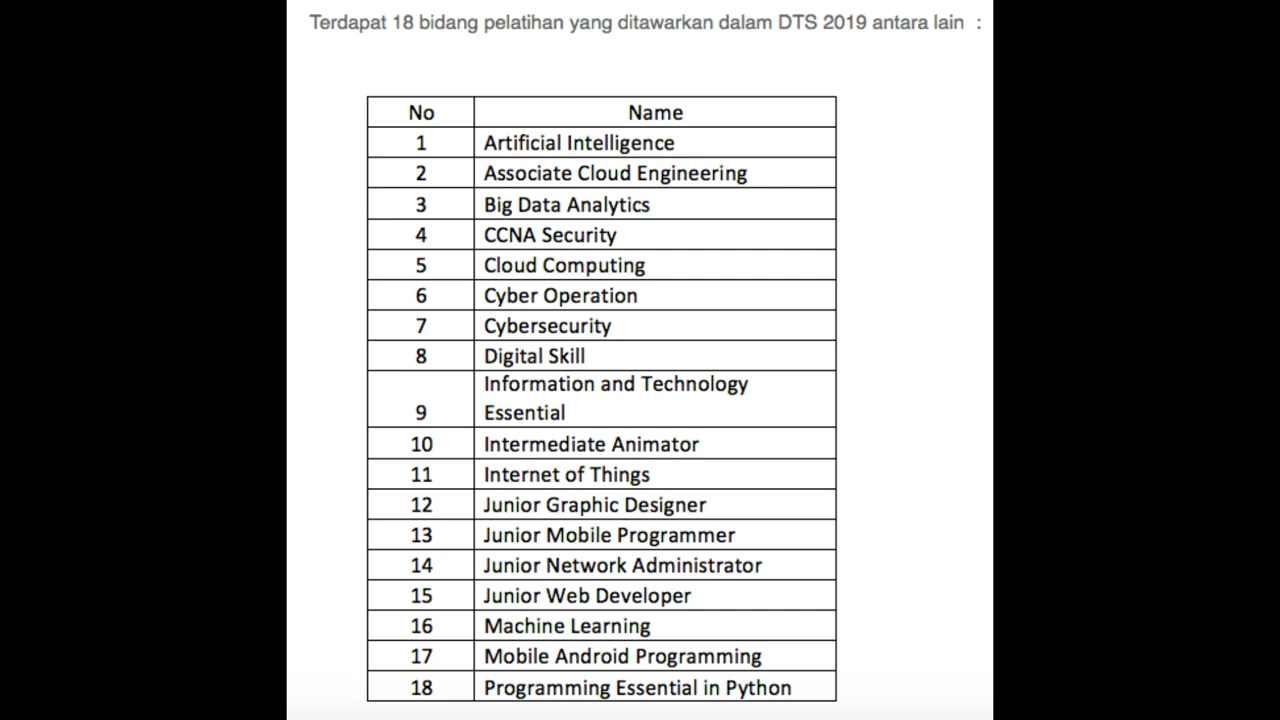 Terdapat 18 bidang pelatihan yang ditawarkan dalam DTS 2019 antara lain :
No Name
1 Artificial Intelligence
2 Associate Cloud Engineering
3 Big Data Analytics
4 CCNA Security
5 Cloud Computing
6 Cyber Operation
7 Cybersecurity
8 Digital Skill
Information and Technology
9 Essential
10 Intermediate Animator
11 Internet of Things
12 Junior Graphic Designer
13 Junior Mobile Programmer
14 Junior Network Administrator
15 Junior Web Developer
16 Machine Learning
17 Mobile Android Programming
18 Programming Essential in Python